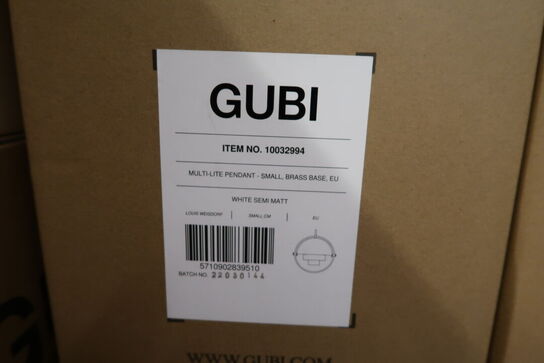 GUBI
ITEM NO. 10032994
MULTI-LITE PENDANT - SMALL, BRASS BASE, EU
WHITE SEMI MATT
LOUIS WEISDORF SMALL CM EU
5710902839510
BATCH NO. 22030144
WWW.GUBI.COM